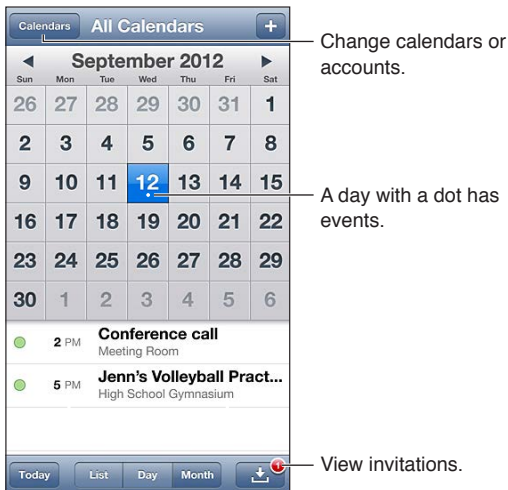 Calendars All Calendars +
September 2012
Sun Mon Tue Wed Thu Fri Sat
26 27 28 29 30 31 1
2 3 4 5 6 7 8
9 10 11 12 13 14 15
16 17 18 19 20 21 22
23 24 25 26 27 28 29
30 1 2 3 4 5 6
2 PM Conference call
Meeting Room
5 PM Jenn's Volleyball Pract...
High School Gymnasium
Today List Day Month 1
Change calendars or
accounts.
A day with a dot has
events.
View invitations.